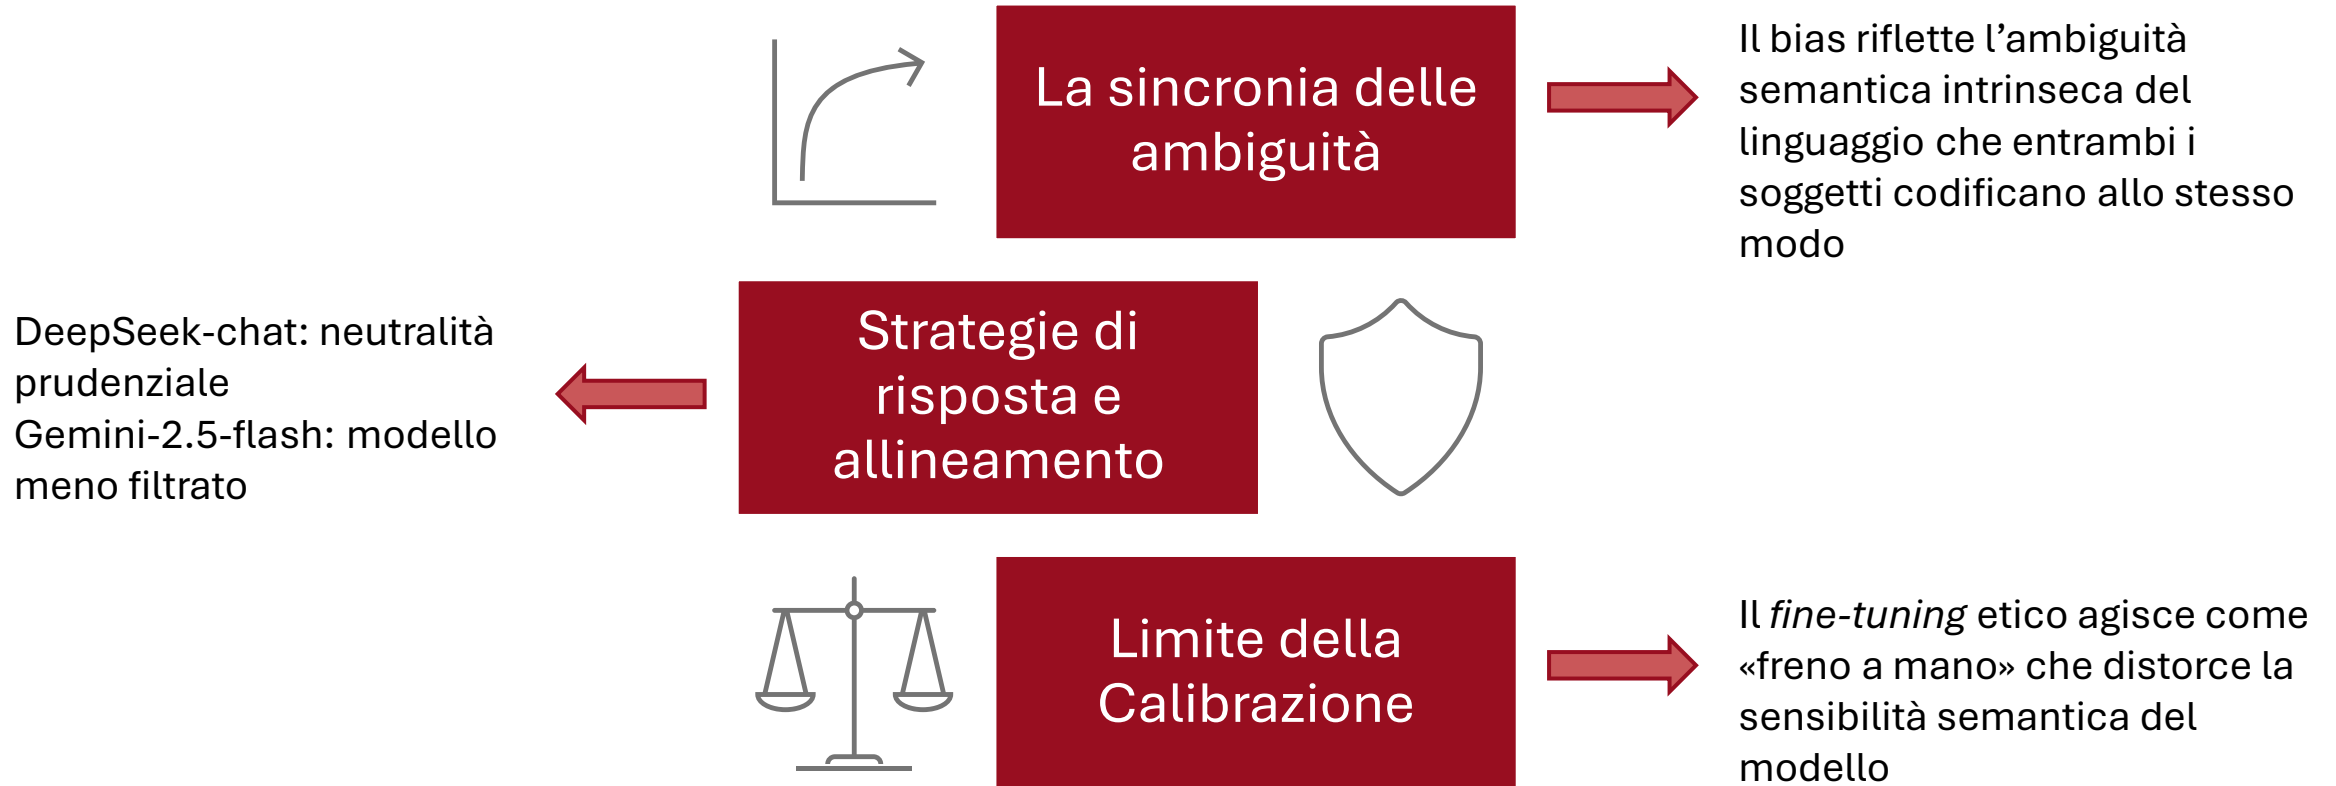 La sincronia delle
ambiguità
Il bias riflette l’ambiguità
semantica intrinseca del
linguaggio che entrambi i
soggetti codificano allo stesso
modo
Strategie di
risposta e
allineamento
DeepSeek-chat: neutralità
prudenziale
Gemini-2.5-flash: modello
meno filtrato
Limite della
Calibrazione
Il fine-tuning etico agisce come
«freno a mano» che distorce la
sensibilità semantica del
modello